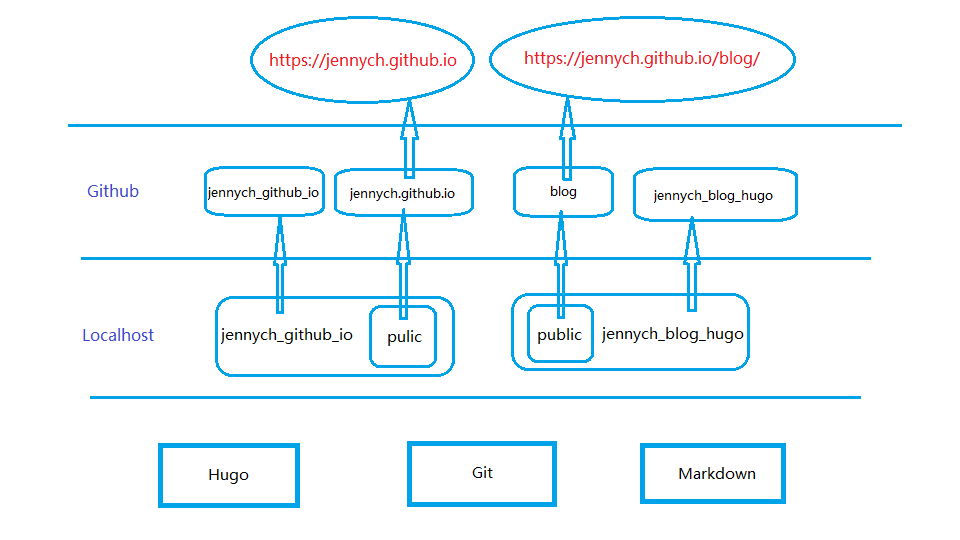 https://jennych.github.io
https://jennych.github.io/blog/
Github
jennych_github_io
jennych.github.io
blog
jennych_blog_hugo
Localhost
jennych_github_io
pulic
public
jennych_blog_hugo
Hugo
Git
Markdown